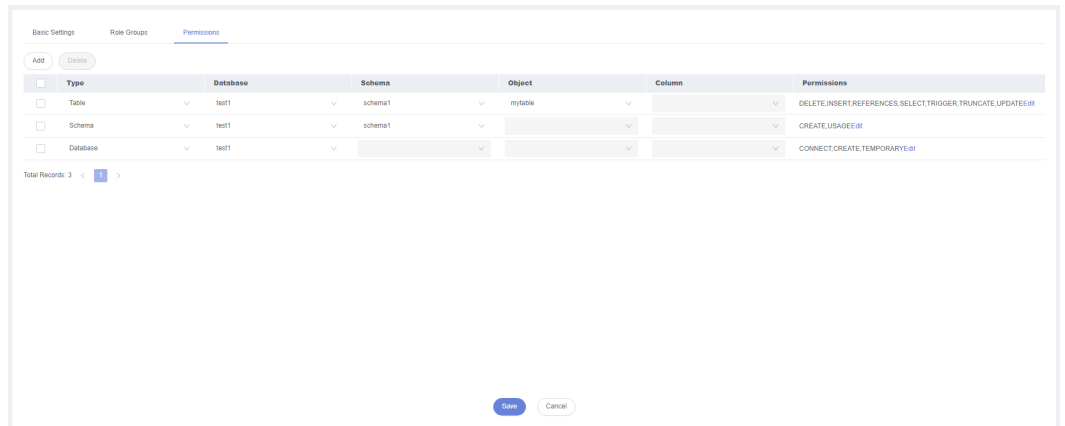 Basic Settings Role Groups Permissions
Add Delete
Type Database Schema Object Column Permissions
Table test1 schema1 mytable DELETE,INSERT,REFERENCES,SELECT,TRIGGER,TRUNCATE,UPDATEEdit
Schema test1 schema1 CREATE,USAGEEdit
Database test1 CONNECT,CREATE,TEMPORARYEdit
Total Records: 3 < 1 >
Save Cancel